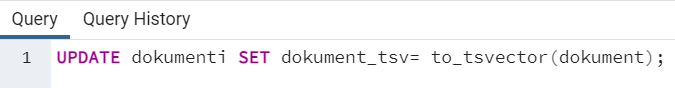 Query Query History
1 UPDATE dokumenti SET dokument_tsv= to_tsvector(dokument);